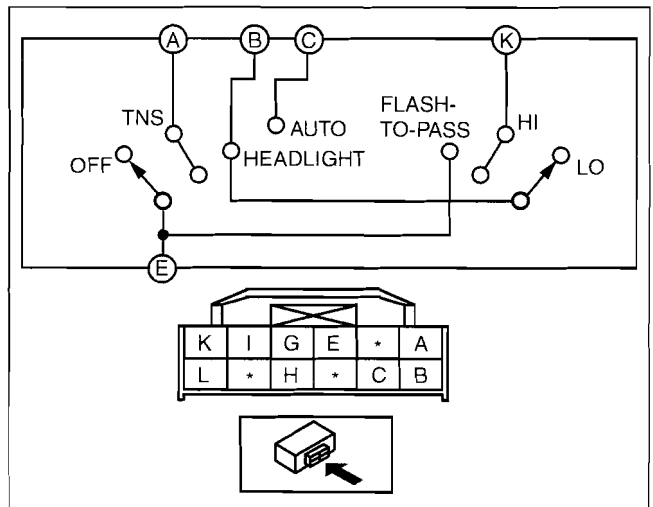 A B C K
FLASH-
TNS TO-PASS HI
AUTO
OFF HEADLIGHT LO
E
K I G E * A
L * H * C B